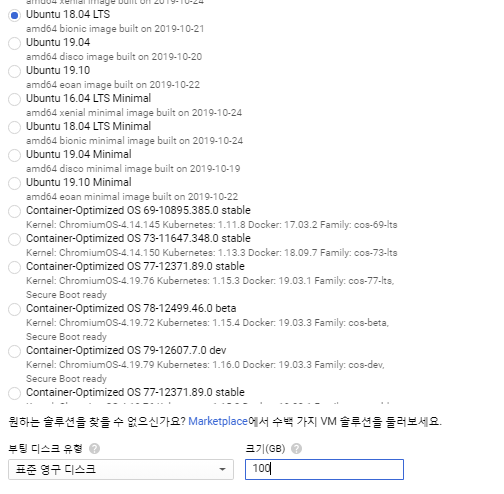 amd64 xenial image built on 2019-10-24
Ubuntu 18.04 LTS
amd64 bionic image built on 2019-10-21
Ubuntu 19.04
amd64 disco image built on 2019-10-20
Ubuntu 19.10
amd64 eoan image built on 2019-10-22
Ubuntu 16.04 LTS Minimal
amd64 xenial minimal image built on 2019-10-24
Ubuntu 18.04 LTS Minimal
amd64 bionic minimal image built on 2019-10-24
Ubuntu 19.04 Minimal
amd64 disco minimal image built on 2019-10-19
Ubuntu 19.10 Minimal
amd64 eoan minimal image built on 2019-10-22
Container-Optimized OS 69-10895.385.0 stable
Kernel: ChromiumOS-4.14.145 Kubernetes: 1.11.8 Docker: 17.03.2 Family: cos-69-lts
Container-Optimized OS 73-11647.348.0 stable
Kernel: ChromiumOS-4.14.150 Kubernetes: 1.13.3 Docker: 18.09.7 Family: cos-73-lts
Container-Optimized OS 77-12371.89.0 stable
Kernel: ChromiumOS-4.19.76 Kubernetes: 1.15.3 Docker: 19.03.1 Family: cos-77-lts,
Secure Boot ready
Container-Optimized OS 78-12499.46.0 beta
Kernel: ChromiumOS-4.19.72 Kubernetes: 1.15.4 Docker: 19.03.3 Family: cos-beta,
Secure Boot ready
Container-Optimized OS 79-12607.7.0 dev
Kernel: ChromiumOS-4.19.79 Kubernetes: 1.16.0 Docker: 19.03.3 Family: cos-dev,
Secure Boot ready
Container-Optimized OS 77-12371.89.0 stable
원하는 솔루션을 찾을 수 없으신가요? Marketplace에서 수백 가지 VM 솔루션을 둘러보세요.
부팅 디스크 유형 ? 크기(GB) ?
표준 영구 디스크 100